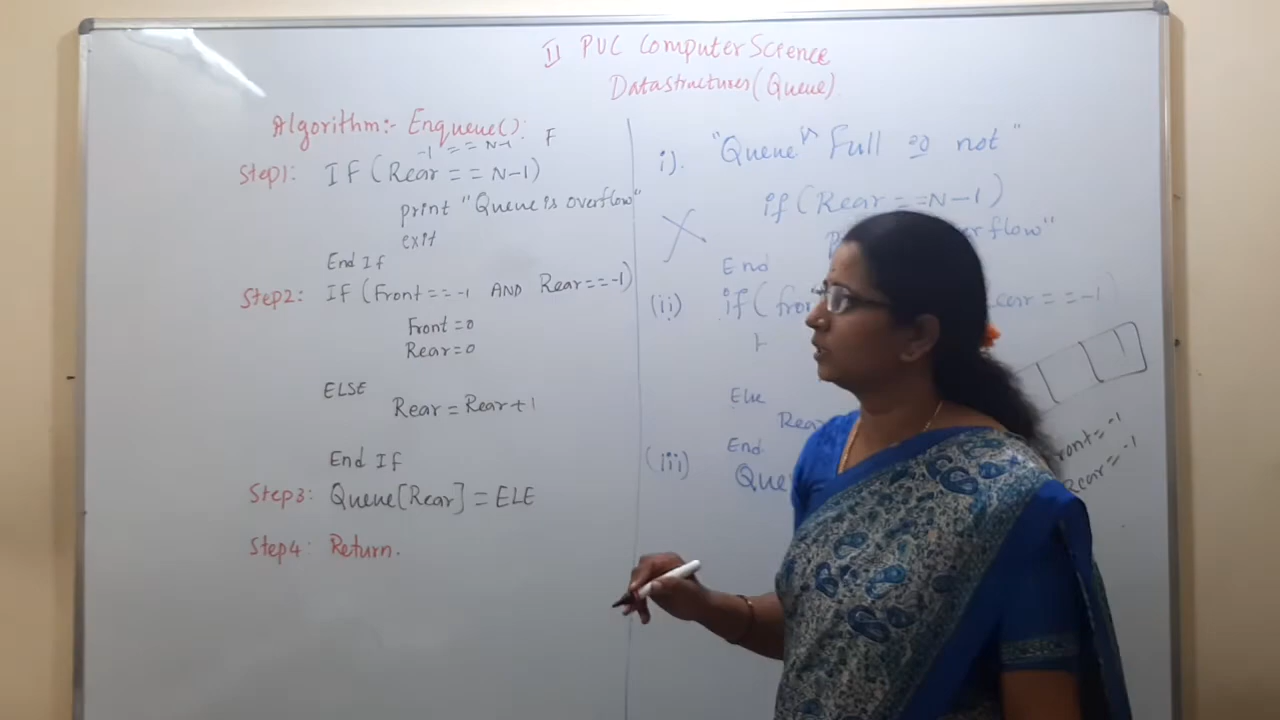 II PUC Computer Science
Datastructures (Queue)
Algorithm:- Enqueue():
-1 == N-1 F
Step1: IF (Rear == N-1)
print "Queue is overflow"
exit
End If
Step2: IF (Front == -1 AND Rear == -1)
Front = 0
Rear = 0
ELSE
Rear = Rear + 1
End IF
Step3: Queue[Rear] = ELE
Step4: Return.
i). "Queue Full or not"
if (Rear == N-1)
flow"
End
(ii) if ( == -1)
Else
End
(iii)
Front = -1
Rear = -1